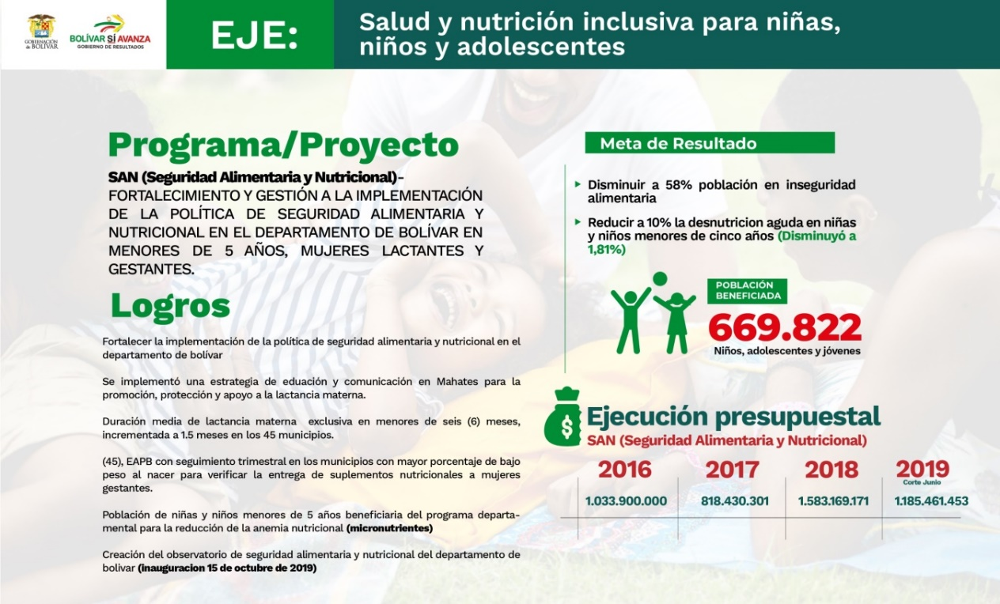 GOBERNACIÓN
de BOLÍVAR
BOLÍVAR SÍ AVANZA
GOBIERNO DE RESULTADOS
EJE:
Salud y nutrición inclusiva para niñas,
niños y adolescentes
Programa/Proyecto
SAN (Seguridad Alimentaria y Nutricional)-
FORTALECIMIENTO Y GESTIÓN A LA IMPLEMENTACIÓN
DE LA POLÍTICA DE SEGURIDAD ALIMENTARIA Y
NUTRICIONAL EN EL DEPARTAMENTO DE BOLÍVAR EN
MENORES DE 5 AÑOS, MUJERES LACTANTES Y
GESTANTES.
Logros
Fortalecer la implementación de la política de seguridad alimentaria y nutricional en el
departamento de bolívar
Se implementó una estrategia de eduación y comunicación en Mahates para la
promoción, protección y apoyo a la lactancia materna.
Duración media de lactancia materna exclusiva en menores de seis (6) meses,
incrementada a 1.5 meses en los 45 municipios.
(45), EAPB con seguimiento trimestral en los municipios con mayor porcentaje de bajo
peso al nacer para verificar la entrega de suplementos nutricionales a mujeres
gestantes.
Población de niñas y niños menores de 5 años beneficiaria del programa departa-
mental para la reducción de la anemia nutricional (micronutrientes)
Creación del observatorio de seguridad alimentaria y nutricional del departamento de
bolivar (inauguracion 15 de octubre de 2019)
Meta de Resultado
Disminuir a 58% población en inseguridad
alimentaria
Reducir a 10% la desnutricion aguda en niñas
y niños menores de cinco años (Disminuyó a
1,81%)
POBLACIÓN
BENEFICIADA
669.822
Niños, adolescentes y jóvenes
$
Ejecución presupuestal
SAN (Seguridad Alimentaria y Nutricional)
2016 2017 2018 2019
Corte Junio
1.033.900.000 818.430.301 1.583.169.171 1.185.461.453